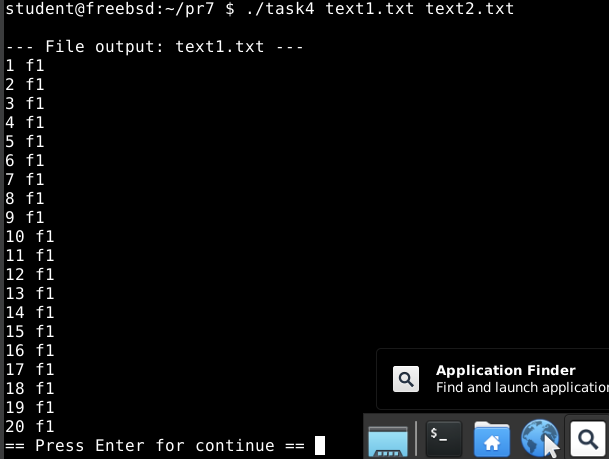 student@freebsd:~/pr7 $ ./task4 text1.txt text2.txt
--- File output: text1.txt ---
1 f1
2 f1
3 f1
4 f1
5 f1
6 f1
7 f1
8 f1
9 f1
10 f1
11 f1
12 f1
13 f1
14 f1
15 f1
16 f1
17 f1
18 f1
19 f1
20 f1
== Press Enter for continue ==
Application Finder
Find and launch application
$_